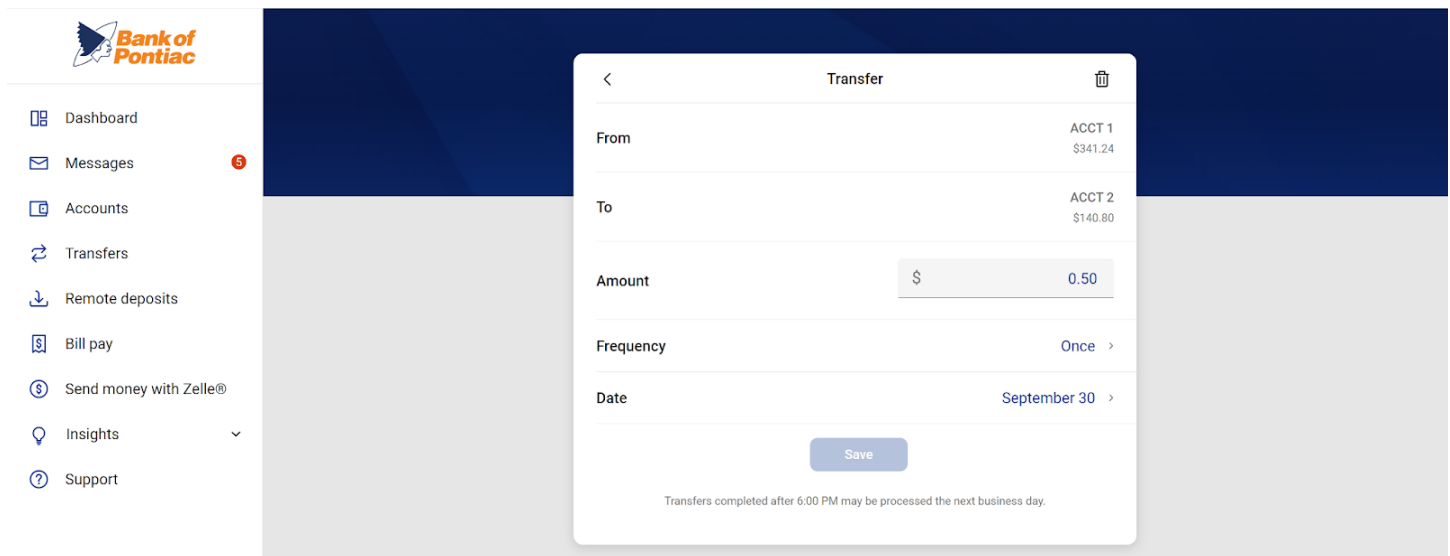 Bank of
Pontiac
Dashboard
Messages 5
Accounts
Transfers
Remote deposits
Bill pay
Send money with Zelle®
Insights
Support
Transfer
From
ACCT 1
$341.24
To
ACCT 2
$140.80
Amount
$ 0.50
Frequency Once
Date September 30
Save
Transfers completed after 6:00 PM may be processed the next business day.